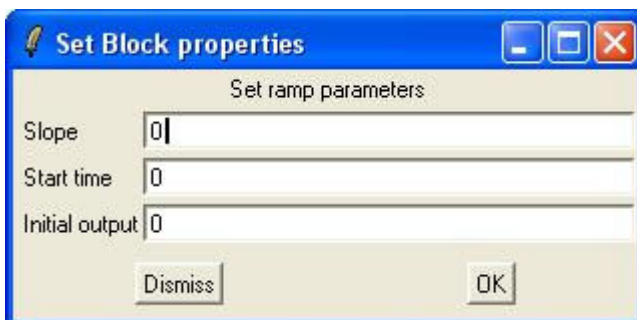 Set Block properties
Set ramp parameters
Slope 0
Start time 0
Initial output 0
Dismiss OK